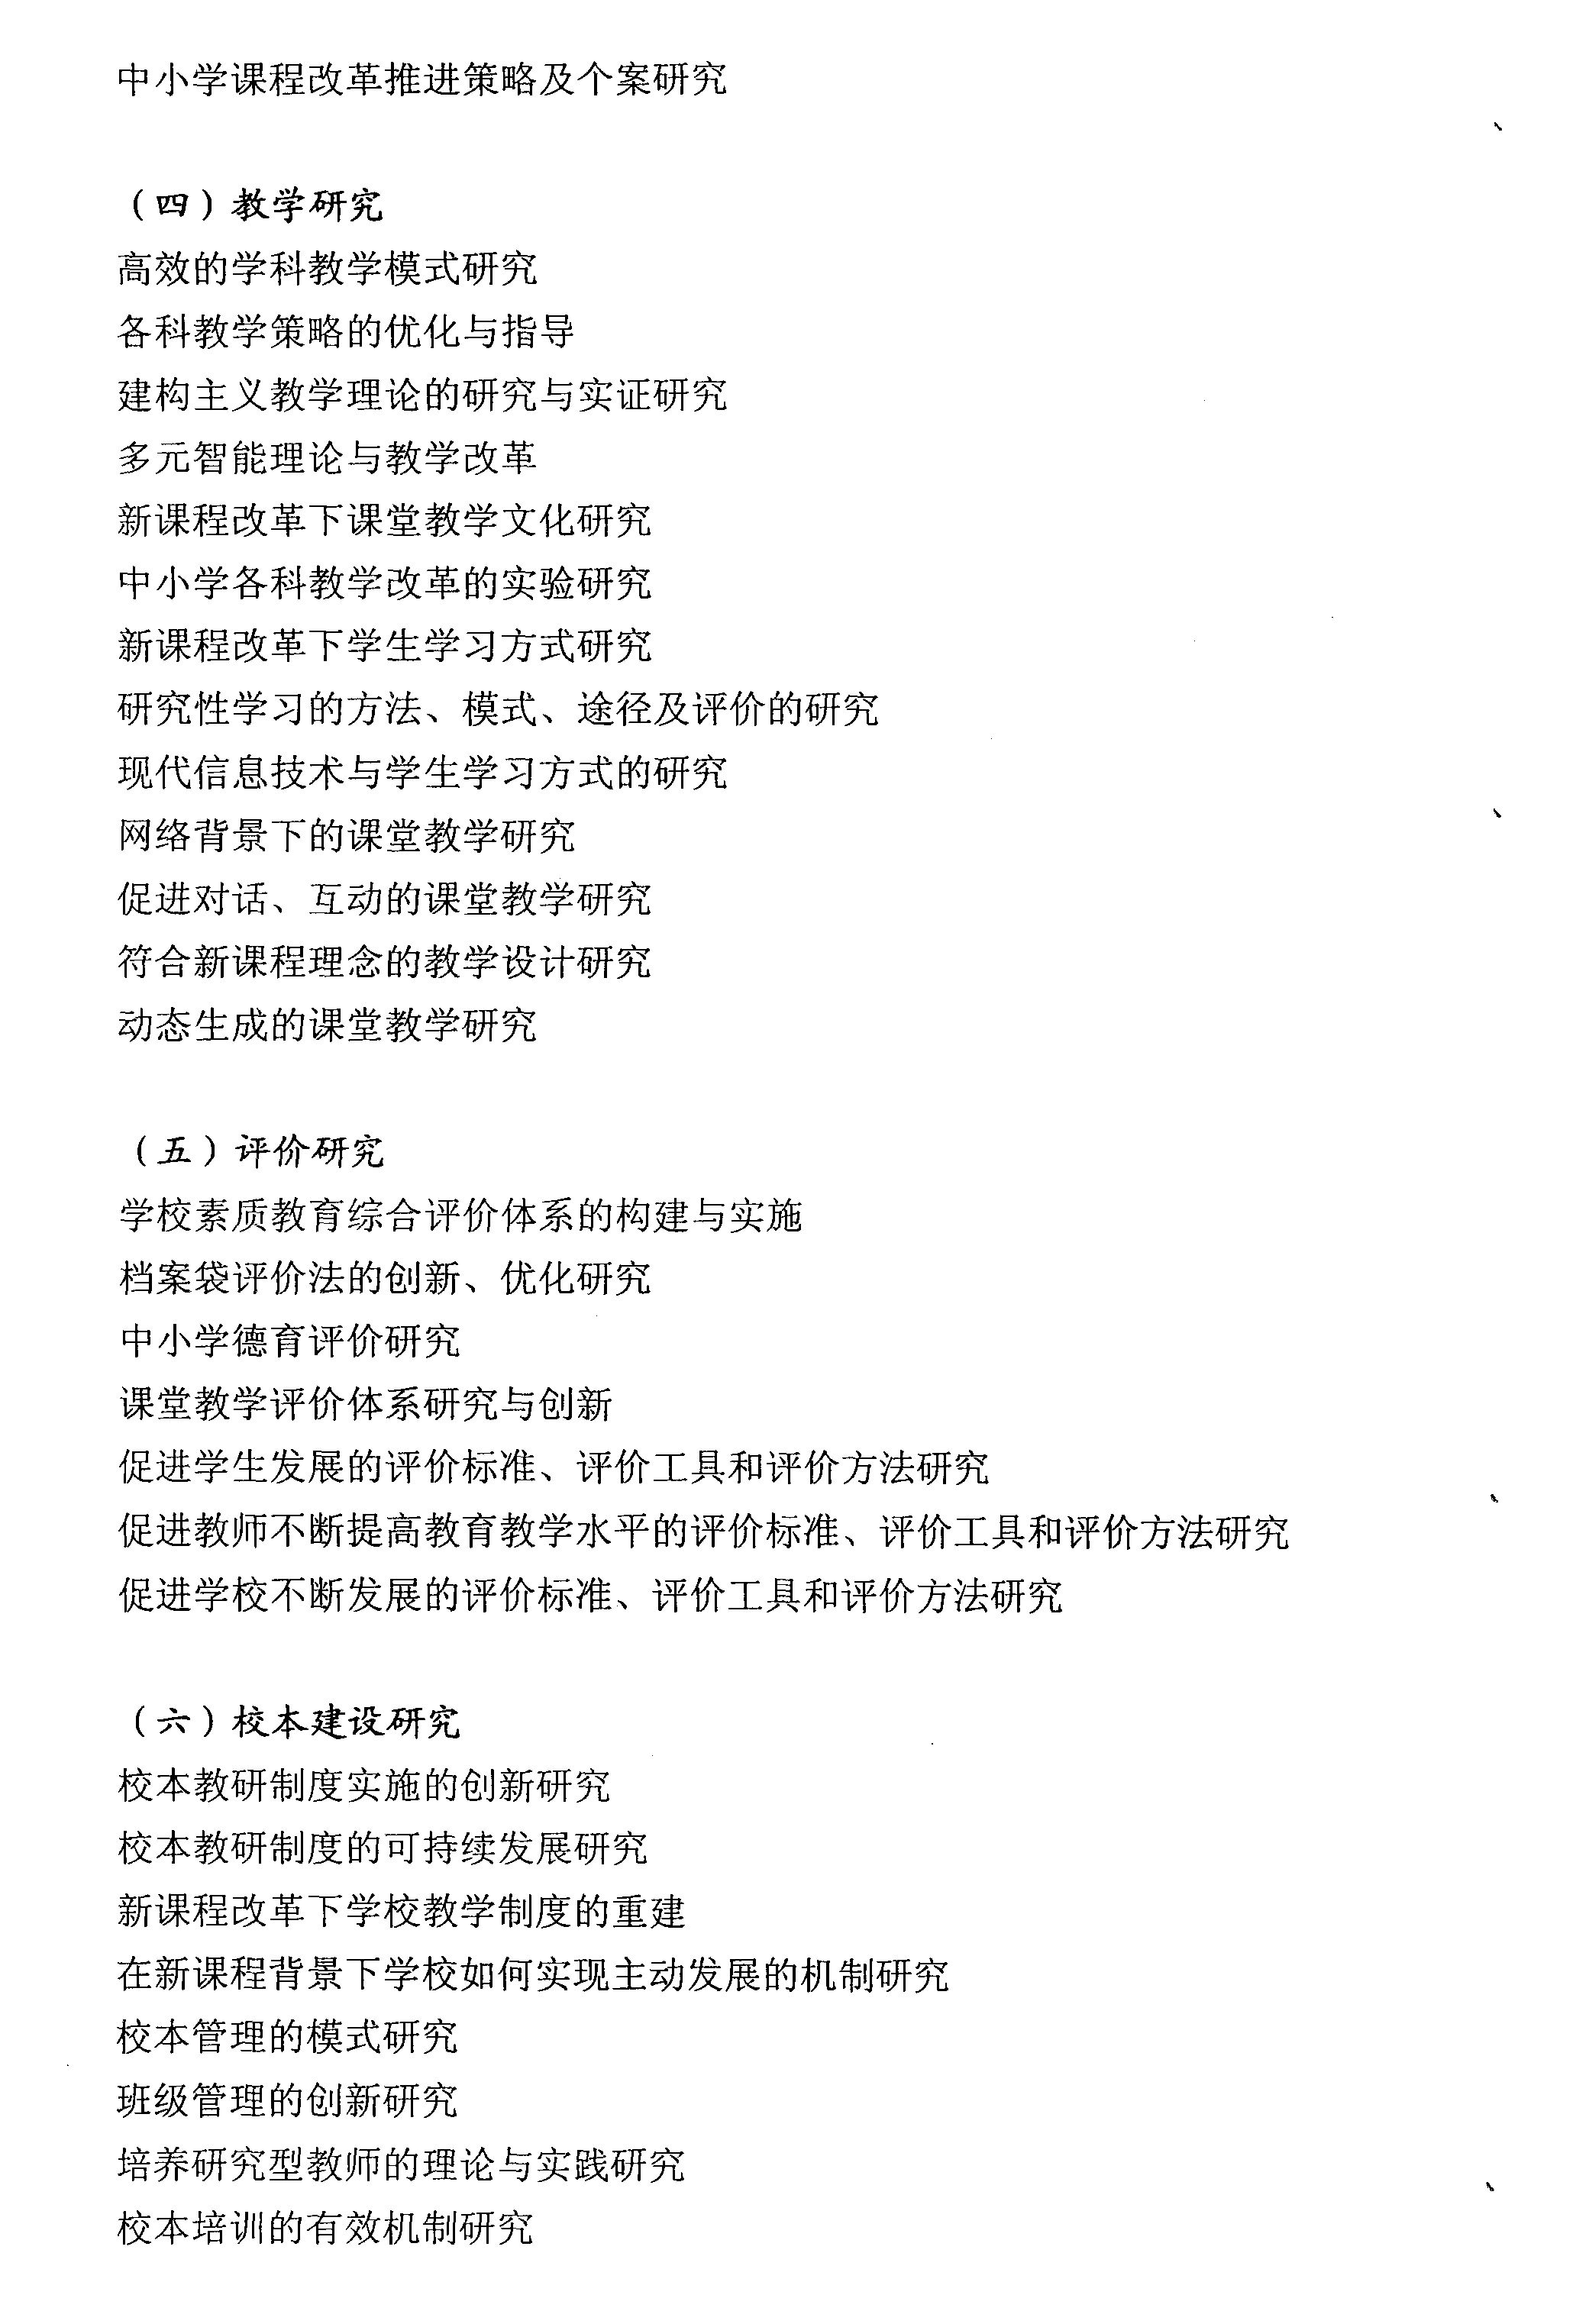 中小学课程改革推进策略及个案研究
（四）教学研究
高效的学科教学模式研究
各科教学策略的优化与指导
建构主义教学理论的研究与实证研究
多元智能理论与教学改革
新课程改革下课堂教学文化研究
中小学各科教学改革的实验研究
新课程改革下学生学习方式研究
研究性学习的方法、模式、途径及评价的研究
现代信息技术与学生学习方式的研究
网络背景下的课堂教学研究
促进对话、互动的课堂教学研究
符合新课程理念的教学设计研究
动态生成的课堂教学研究
（五）评价研究
学校素质教育综合评价体系的构建与实施
档案袋评价法的创新、优化研究
中小学德育评价研究
课堂教学评价体系研究与创新
促进学生发展的评价标准、评价工具和评价方法研究
促进教师不断提高教育教学水平的评价标准、评价工具和评价方法研究
促进学校不断发展的评价标准、评价工具和评价方法研究
（六）校本建设研究
校本教研制度实施的创新研究
校本教研制度的可持续发展研究
新课程改革下学校教学制度的重建
在新课程背景下学校如何实现主动发展的机制研究
校本管理的模式研究
班级管理的创新研究
培养研究型教师的理论与实践研究
校本培训的有效机制研究